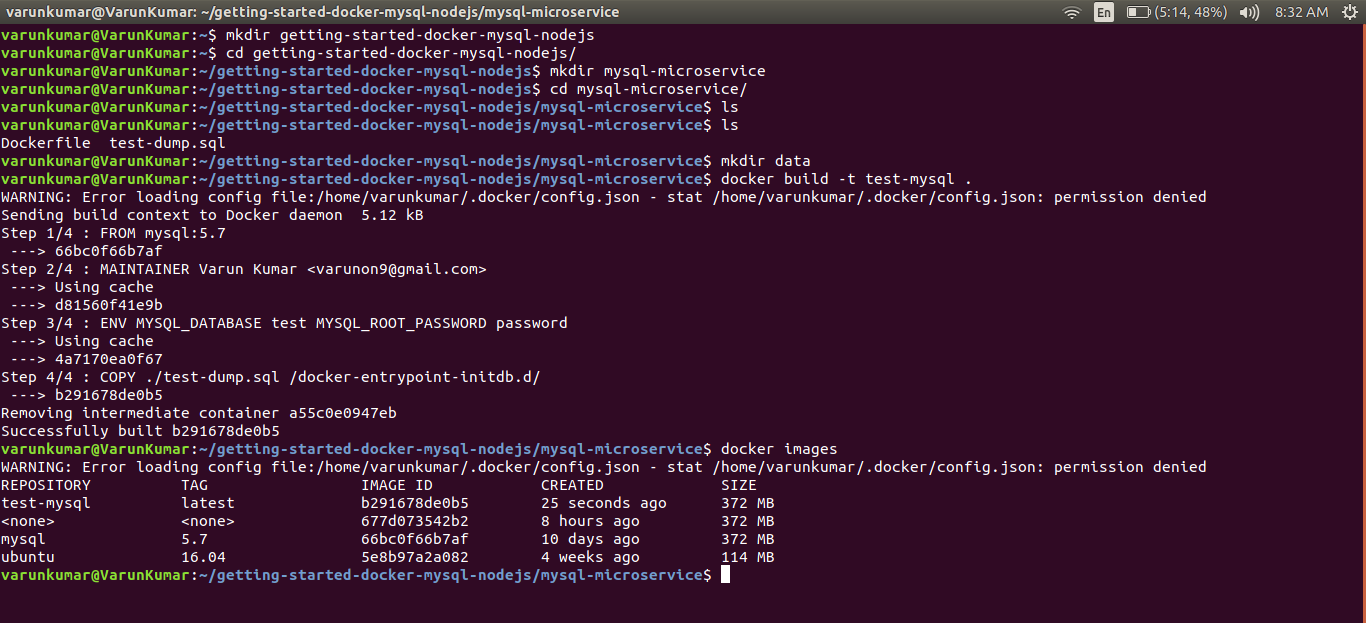 varunkumar@VarunKumar: ~/getting-started-docker-mysql-nodejs/mysql-microservice En (5:14, 48%) 8:32 AM
varunkumar@VarunKumar:~$ mkdir getting-started-docker-mysql-nodejs
varunkumar@VarunKumar:~$ cd getting-started-docker-mysql-nodejs/
varunkumar@VarunKumar:~/getting-started-docker-mysql-nodejs$ mkdir mysql-microservice
varunkumar@VarunKumar:~/getting-started-docker-mysql-nodejs$ cd mysql-microservice/
varunkumar@VarunKumar:~/getting-started-docker-mysql-nodejs/mysql-microservice$ ls
varunkumar@VarunKumar:~/getting-started-docker-mysql-nodejs/mysql-microservice$ ls
Dockerfile  test-dump.sql
varunkumar@VarunKumar:~/getting-started-docker-mysql-nodejs/mysql-microservice$ mkdir data
varunkumar@VarunKumar:~/getting-started-docker-mysql-nodejs/mysql-microservice$ docker build -t test-mysql .
WARNING: Error loading config file:/home/varunkumar/.docker/config.json - stat /home/varunkumar/.docker/config.json: permission denied
Sending build context to Docker daemon  5.12 kB
Step 1/4 : FROM mysql:5.7
 ---> 66bc0f66b7af
Step 2/4 : MAINTAINER Varun Kumar <varunon9@gmail.com>
 ---> Using cache
 ---> d81560f41e9b
Step 3/4 : ENV MYSQL_DATABASE test MYSQL_ROOT_PASSWORD password
 ---> Using cache
 ---> 4a7170ea0f67
Step 4/4 : COPY ./test-dump.sql /docker-entrypoint-initdb.d/
 ---> b291678de0b5
Removing intermediate container a55c0e0947eb
Successfully built b291678de0b5
varunkumar@VarunKumar:~/getting-started-docker-mysql-nodejs/mysql-microservice$ docker images
WARNING: Error loading config file:/home/varunkumar/.docker/config.json - stat /home/varunkumar/.docker/config.json: permission denied
REPOSITORY          TAG                 IMAGE ID            CREATED             SIZE
test-mysql          latest              b291678de0b5        25 seconds ago      372 MB
<none>              <none>              677d073542b2        8 hours ago         372 MB
mysql               5.7                 66bc0f66b7af        10 days ago         372 MB
ubuntu              16.04               5e8b97a2a082        4 weeks ago         114 MB
varunkumar@VarunKumar:~/getting-started-docker-mysql-nodejs/mysql-microservice$